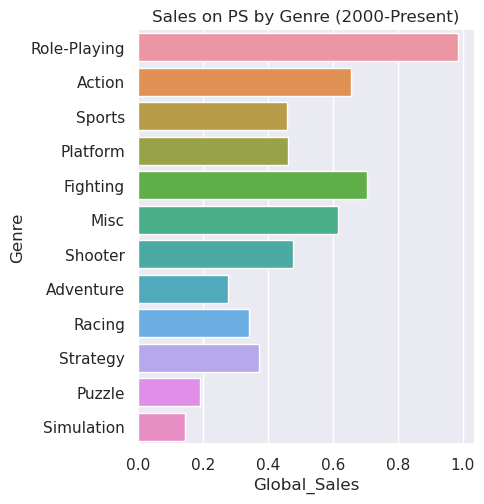 Sales on PS by Genre (2000-Present)
Role-Playing
Action
Sports
Platform
Fighting
Misc
Shooter
Adventure
Racing
Strategy
Puzzle
Simulation
Genre
0.0 0.2 0.4 0.6 0.8 1.0
Global_Sales